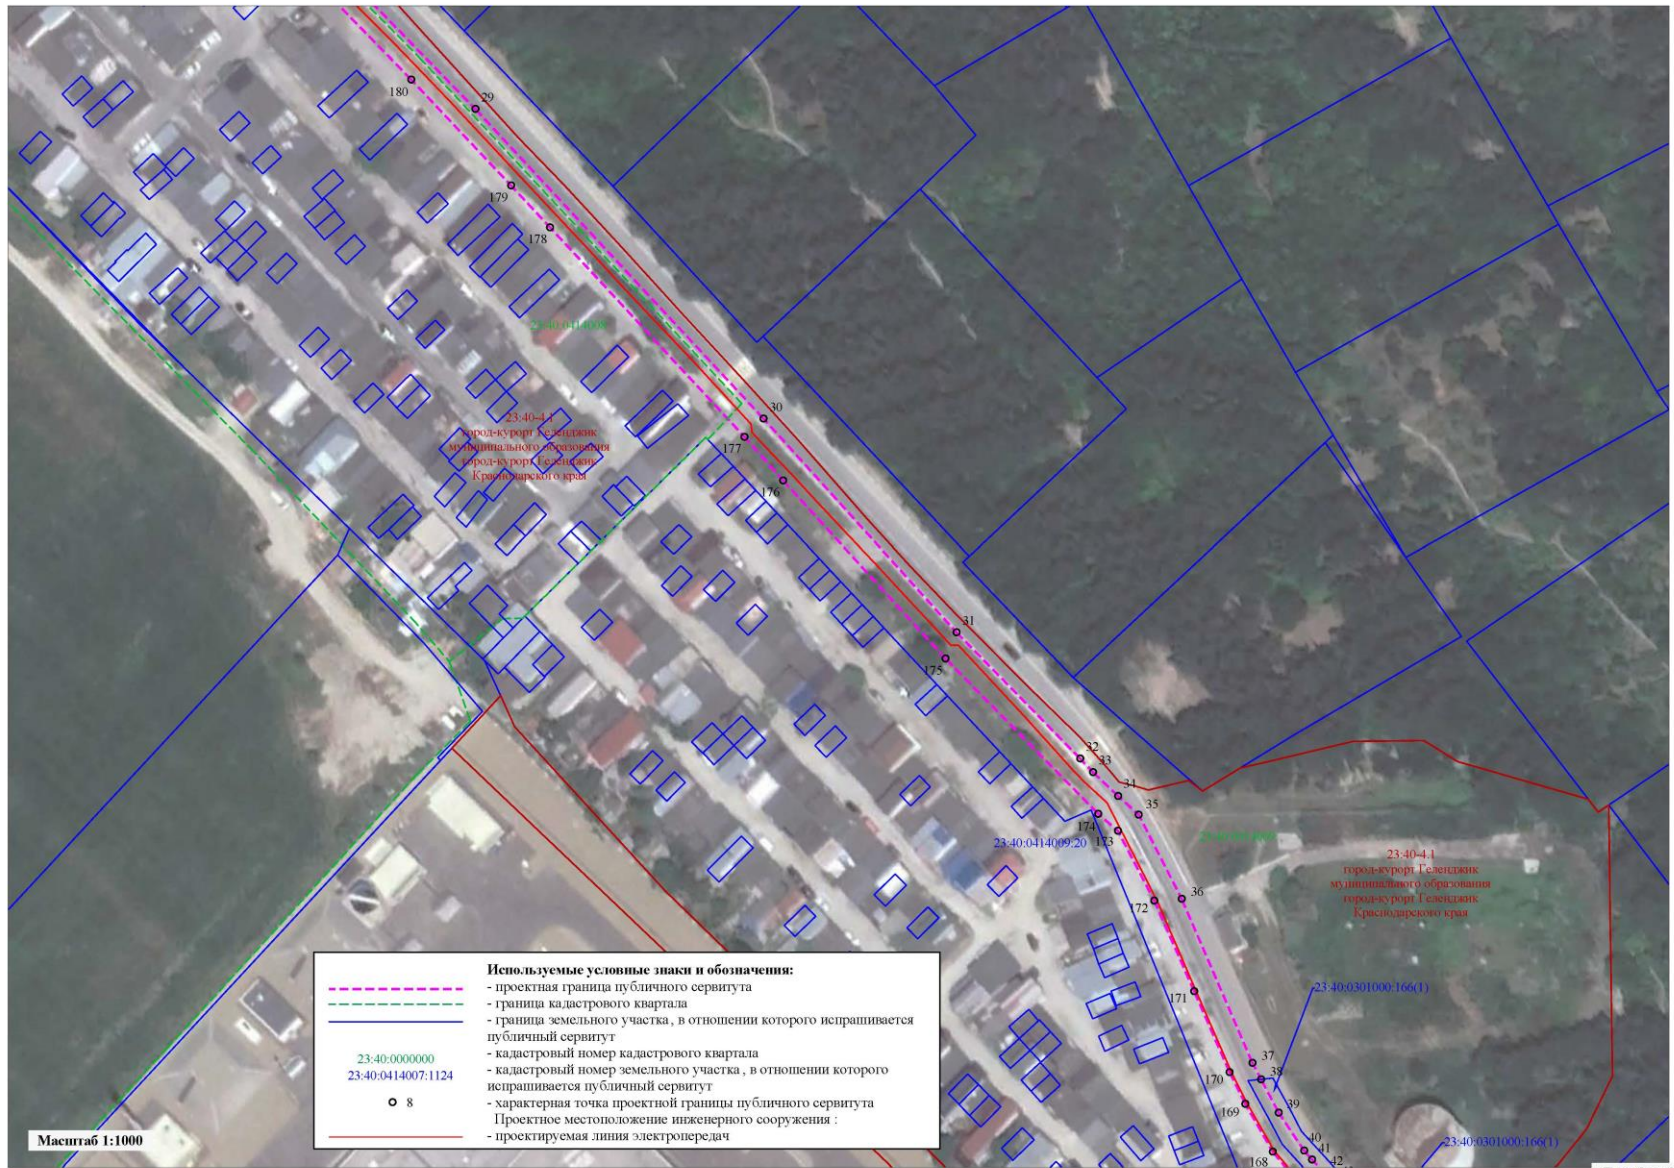 180
29
179
178
23:40:0414008
30
23:40-4.1
город-курорт Геленджик
муниципального образования
город-курорт Геленджик
Краснодарского края
177
176
31
175
32
33
34
35
174
173
23:40:0414009:20
23:40-4.1
город-курорт Геленджик
муниципального образования
город-курорт Геленджик
Краснодарского края
36
172
171
23:40:0301000:166(1)
37
38
170
39
169
40
41
42
168
23:40:0301000:166(1)
Используемые условные знаки и обозначения:
- проектная граница публичного сервитута
- граница кадастрового квартала
- граница земельного участка, в отношении которого испрашивается
публичный сервитут
23:40:0000000
- кадастровый номер кадастрового квартала
23:40:0414007:1124
- кадастровый номер земельного участка , в отношении которого
испрашивается публичный сервитут
8
- характерная точка проектной границы публичного сервитута
Проектное местоположение инженерного сооружения :
- проектируемая линия электропередач
Масштаб 1:1000